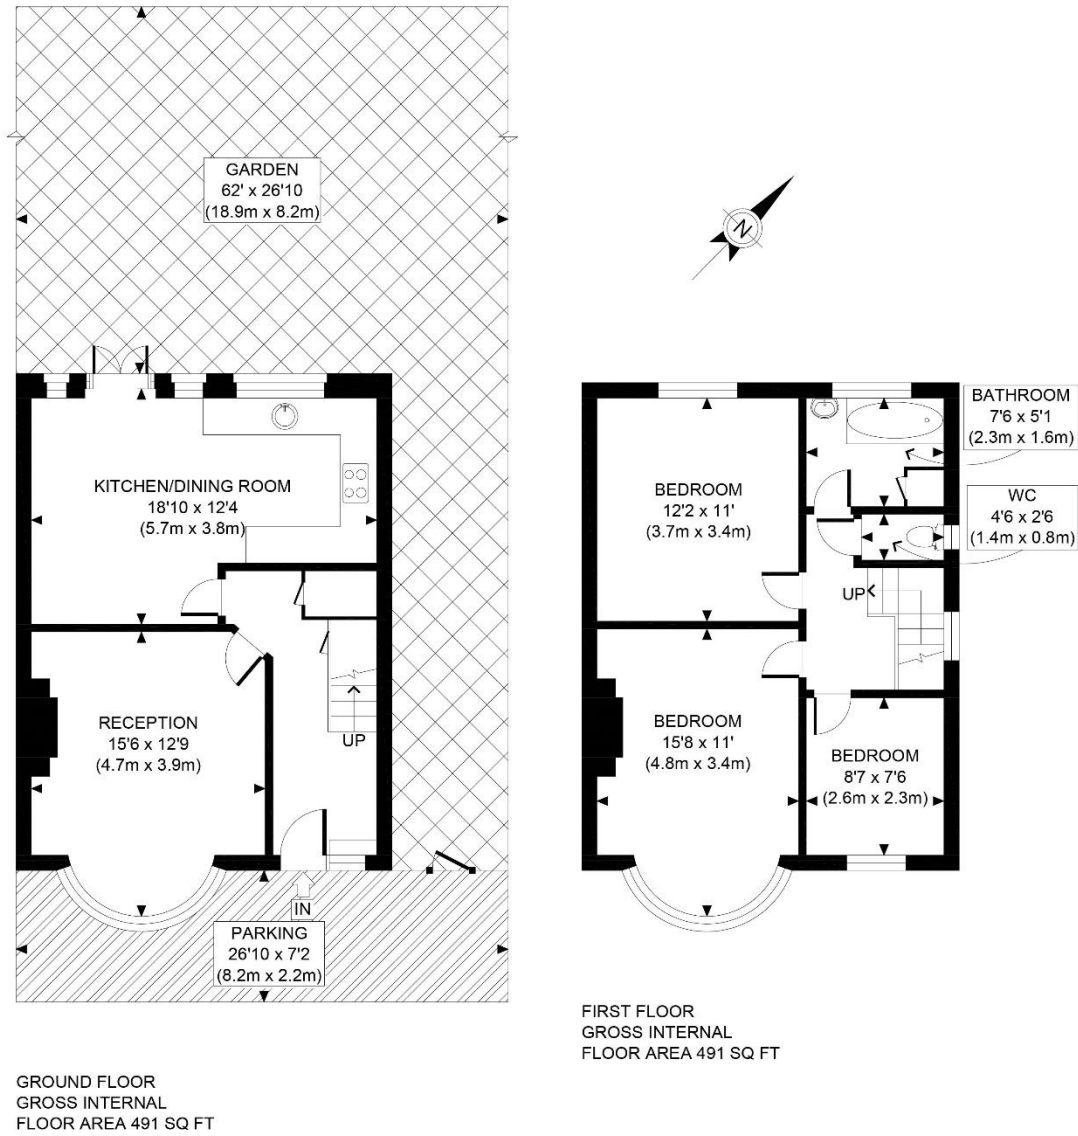 GARDEN
62' x 26'10
(18.9m x 8.2m)
N
KITCHEN/DINING ROOM
18'10 x 12'4
(5.7m x 3.8m)
RECEPTION
15'6 x 12'9
(4.7m x 3.9m)
UP
IN
PARKING
26'10 x 7'2
(8.2m x 2.2m)
GROUND FLOOR
GROSS INTERNAL
FLOOR AREA 491 SQ FT
BATHROOM
7'6 x 5'1
(2.3m x 1.6m)
WC
4'6 x 2'6
(1.4m x 0.8m)
BEDROOM
12'2 x 11'
(3.7m x 3.4m)
UP
BEDROOM
15'8 x 11'
(4.8m x 3.4m)
BEDROOM
8'7 x 7'6
(2.6m x 2.3m)
FIRST FLOOR
GROSS INTERNAL
FLOOR AREA 491 SQ FT